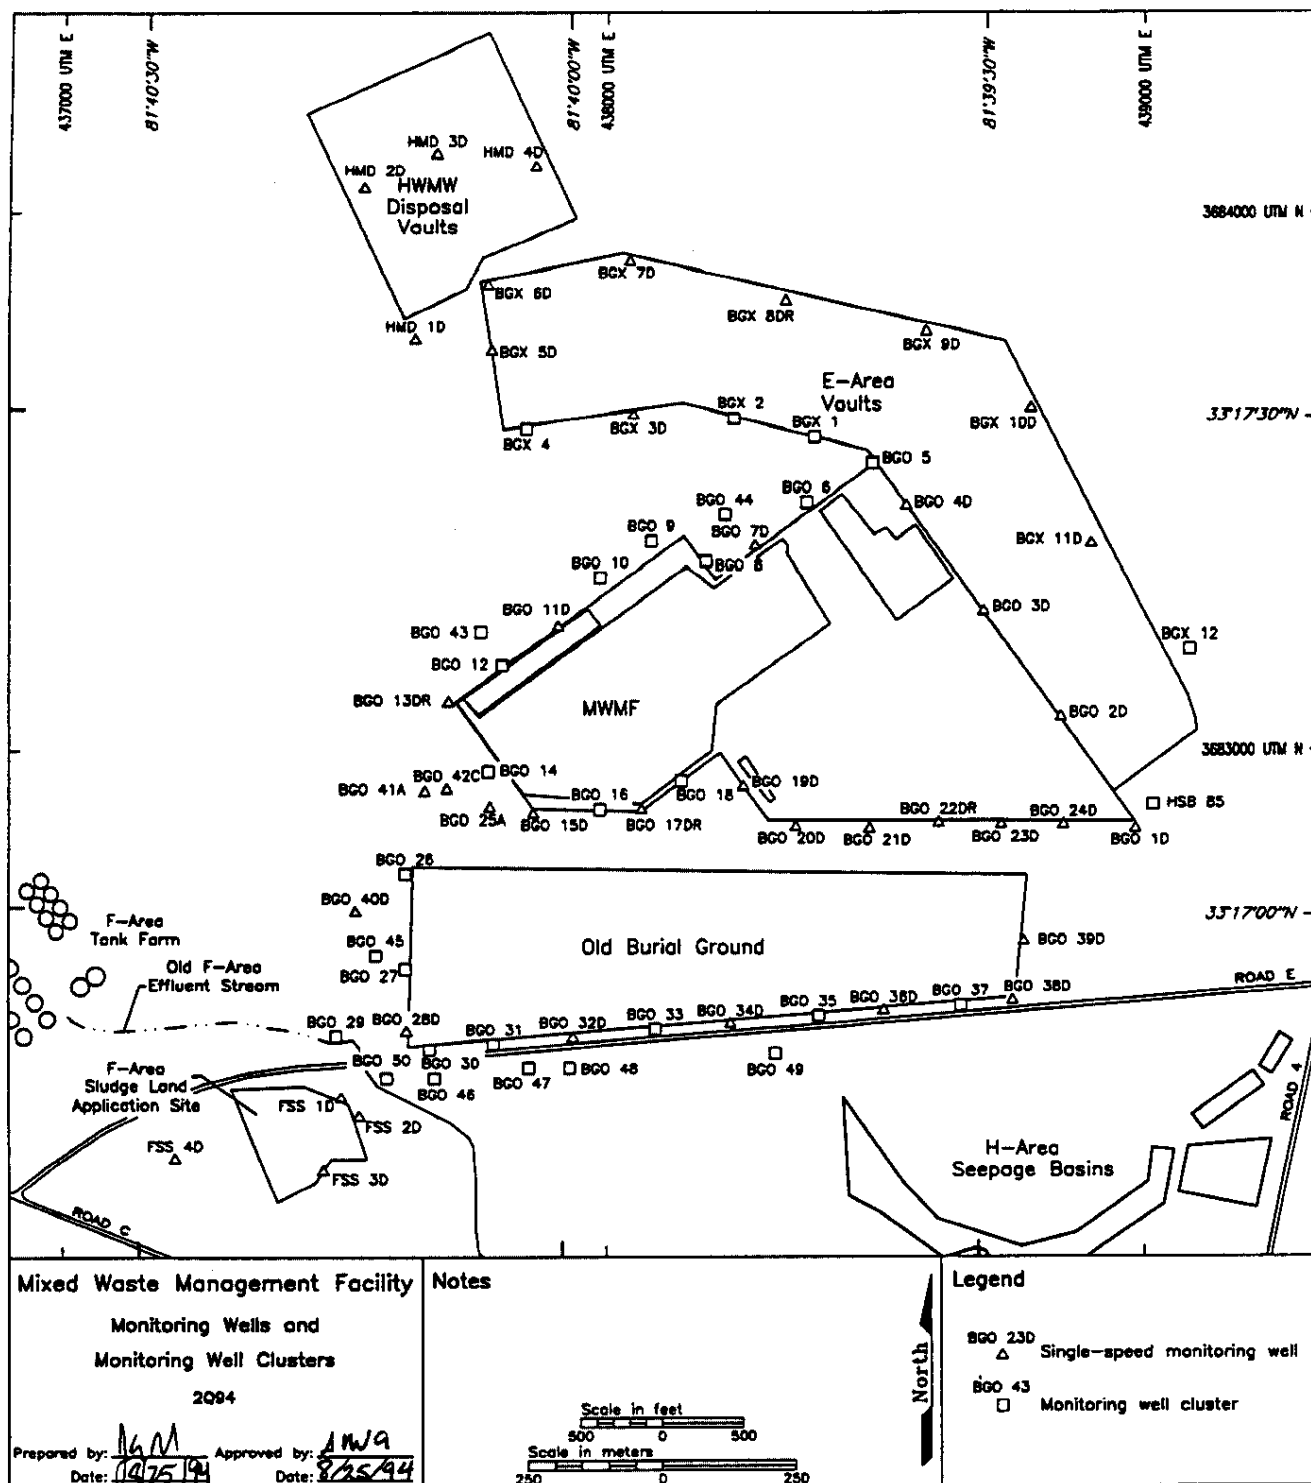 437000 UTM E
81°40'30"W
81°40'00"W
438000 UTM E
81°39'30"W
439000 UTM E
HMD 3D
HMD 4D
HMD 2D
HWMW
Disposal
Vaults
3684000 UTM N
BGX 7D
BGX 6D
BGX 8DR
HMD 1D
BGX 9D
BGX 5D
E-Area
Vaults
BGX 2
BGX 10D
33°17'30"N
BGX 3D
BGX 1
BGX 4
BGO 5
BGO 6
BGO 44
BGO 4D
BGO 9
7D
BGX 11D
BGO 10
BGO 8
BGO 11D
BGO 3D
BGO 43
BGX 12
BGO 12
BGO 13DR
MWMF
BGO 2D
3683000 UTM N
BGO 42C
BGO 14
BGO 41A
BGO 19D
BGO 18
BGO 16
HSB 85
BGO 22DR
BGO 24D
BGO 25A
BGO 15D
BGO 17DR
BGO 20D
BGO 21D
BGO 23D
BGO 1D
BGO 26
BGO 40D
33°17'00"N
F-Area
Tank Farm
BGO 39D
Old Burial Ground
BGO 45
Old F-Area
Effluent Stream
BGO 27
ROAD E
BGO 38D
BGO 37
BGO 35
BGO 36D
BGO 34D
BGO 33
BGO 32D
BGO 28D
BGO 29
BGO 31
BGO 30
BGO 50
BGO 49
BGO 48
BGO 47
BGO 46
F-Area
Sludge Land
Application Site
FSS 1D
FSS 2D
ROAD 4
FSS 4D
FSS 3D
H-Area
Seepage Basins
ROAD C
Mixed Waste Management Facility
Monitoring Wells and
Monitoring Well Clusters
2Q94
Prepared by:
Approved by:
Date:
Date: 8/25/94
Notes
Scale in feet
500 0 500
Scale in meters
250 0 250
North
Legend
BGO 23D
Single-speed monitoring well
BGO 43
Monitoring well cluster